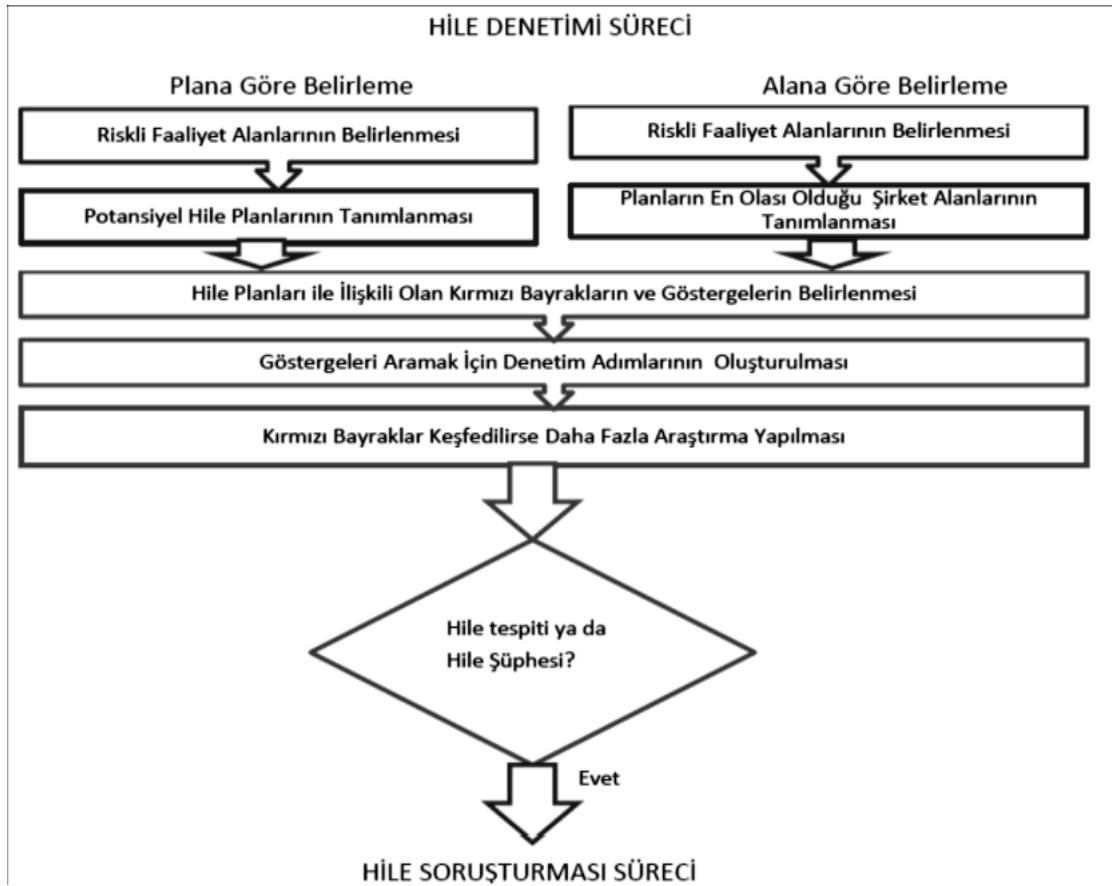 HİLE DENETİMİ SÜRECİ
Plana Göre Belirleme
Alana Göre Belirleme
Riskli Faaliyet Alanlarının Belirlenmesi
Riskli Faaliyet Alanlarının Belirlenmesi
Potansiyel Hile Planlarının Tanımlanması
Planların En Olası Olduğu Şirket Alanlarının
Tanımlanması
Hile Planları ile İlişkili Olan Kırmızı Bayrakların ve Göstergelerin Belirlenmesi
Göstergeleri Aramak İçin Denetim Adımlarının Oluşturulması
Kırmızı Bayraklar Keşfedilirse Daha Fazla Araştırma Yapılması
Hile tespiti ya da
Hile Şüphesi?
Evet
HİLE SORUŞTURMASI SÜRECİ